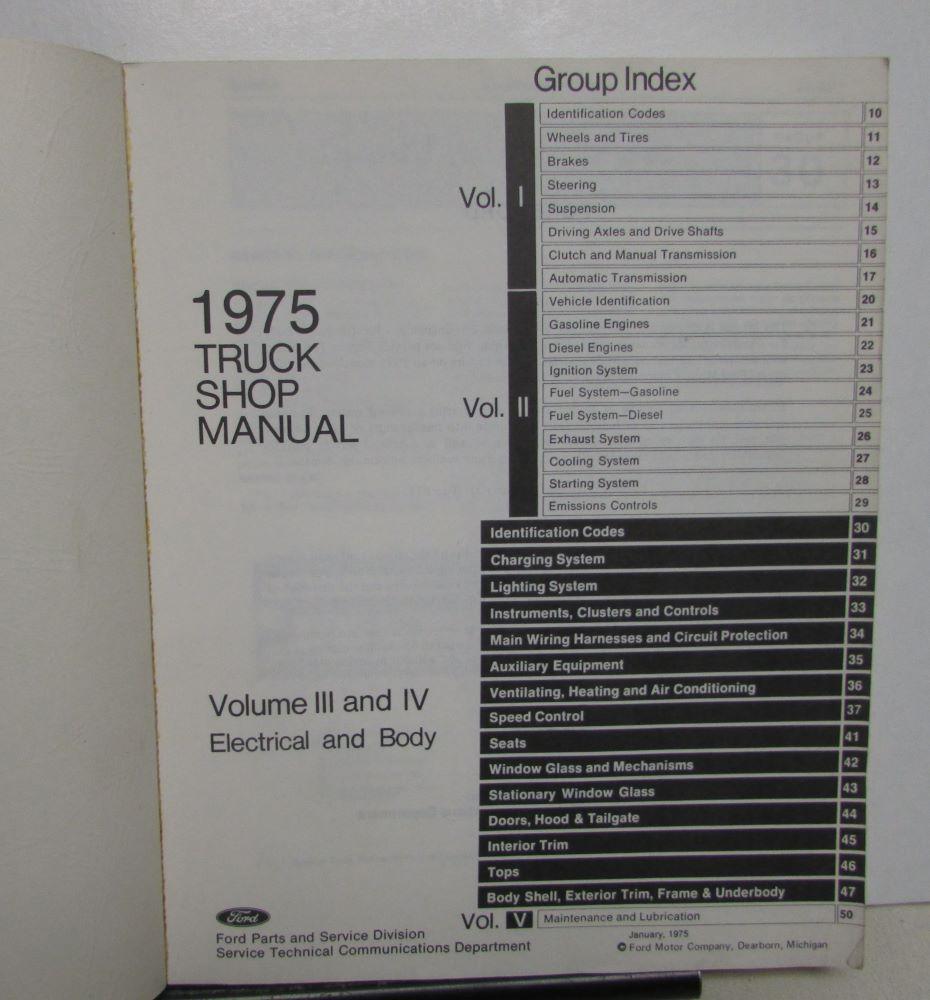 Group Index
Vol. I
Identification Codes 10
Wheels and Tires 11
Brakes 12
Steering 13
Suspension 14
Driving Axles and Drive Shafts 15
Clutch and Manual Transmission 16
Automatic Transmission 17
Vol. II
Vehicle Identification 20
Gasoline Engines 21
Diesel Engines 22
Ignition System 23
Fuel System—Gasoline 24
Fuel System—Diesel 25
Exhaust System 26
Cooling System 27
Starting System 28
Emissions Controls 29
1975
TRUCK
SHOP
MANUAL
Volume III and IV
Electrical and Body
Identification Codes 30
Charging System 31
Lighting System 32
Instruments, Clusters and Controls 33
Main Wiring Harnesses and Circuit Protection 34
Auxiliary Equipment 35
Ventilating, Heating and Air Conditioning 36
Speed Control 37
Seats 41
Window Glass and Mechanisms 42
Stationary Window Glass 43
Doors, Hood & Tailgate 44
Interior Trim 45
Tops 46
Body Shell, Exterior Trim, Frame & Underbody 47
Vol. V Maintenance and Lubrication 50
Ford
Ford Parts and Service Division
Service Technical Communications Department
January, 1975
© Ford Motor Company, Dearborn, Michigan